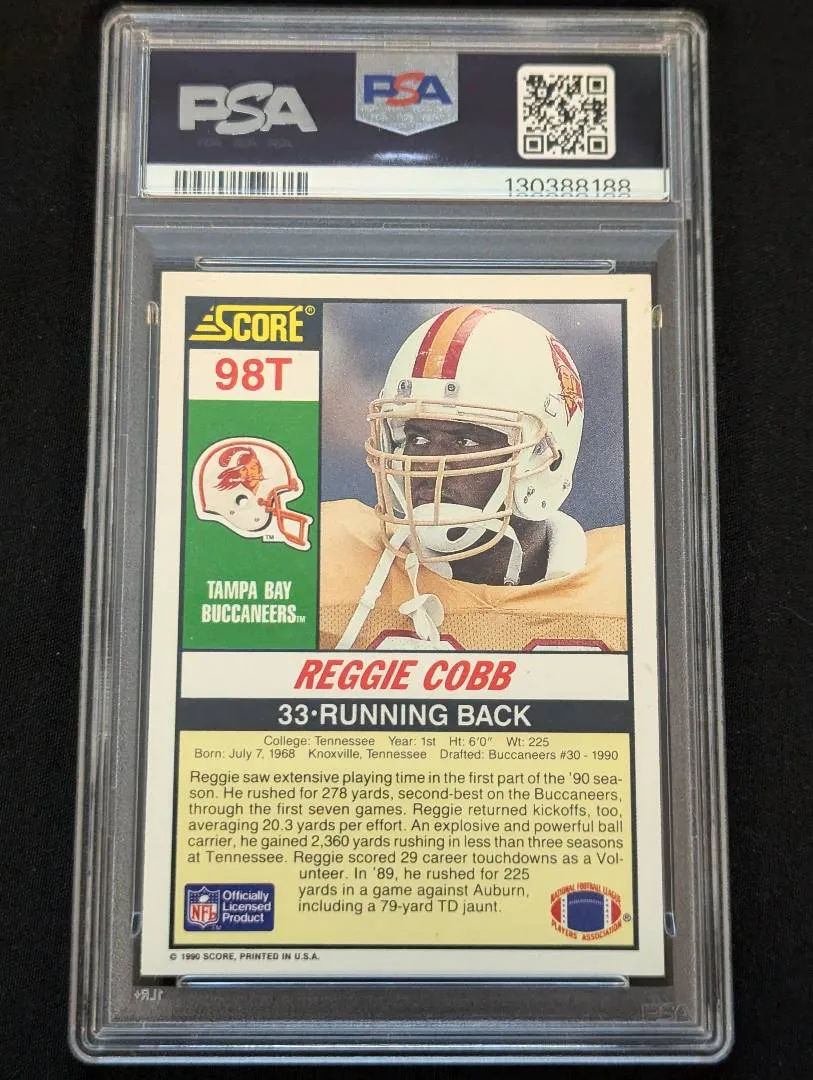 PSA
PSA
130388188
SCORE®
98T
TAMPA BAY
BUCCANEERS™
TM
REGGIE COBB
33·RUNNING BACK
College: Tennessee Year: 1st Ht: 6'0" Wt: 225
Born: July 7, 1968 Knoxville, Tennessee Drafted: Buccaneers #30 - 1990
Reggie saw extensive playing time in the first part of the '90 sea-
son. He rushed for 278 yards, second-best on the Buccaneers,
through the first seven games. Reggie returned kickoffs, too,
averaging 20.3 yards per effort. An explosive and powerful ball
carrier, he gained 2,360 yards rushing in less than three seasons
at Tennessee. Reggie scored 29 career touchdowns as a Vol-
unteer. In '89, he rushed for 225
yards in a game against Auburn,
including a 79-yard TD jaunt.
NFL
Officially
Licensed
Product
TM
NATIONAL FOOTBALL LEAGUE
PLAYERS ASSOCIATION
®
© 1990 SCORE, PRINTED IN U.S.A.
PSA